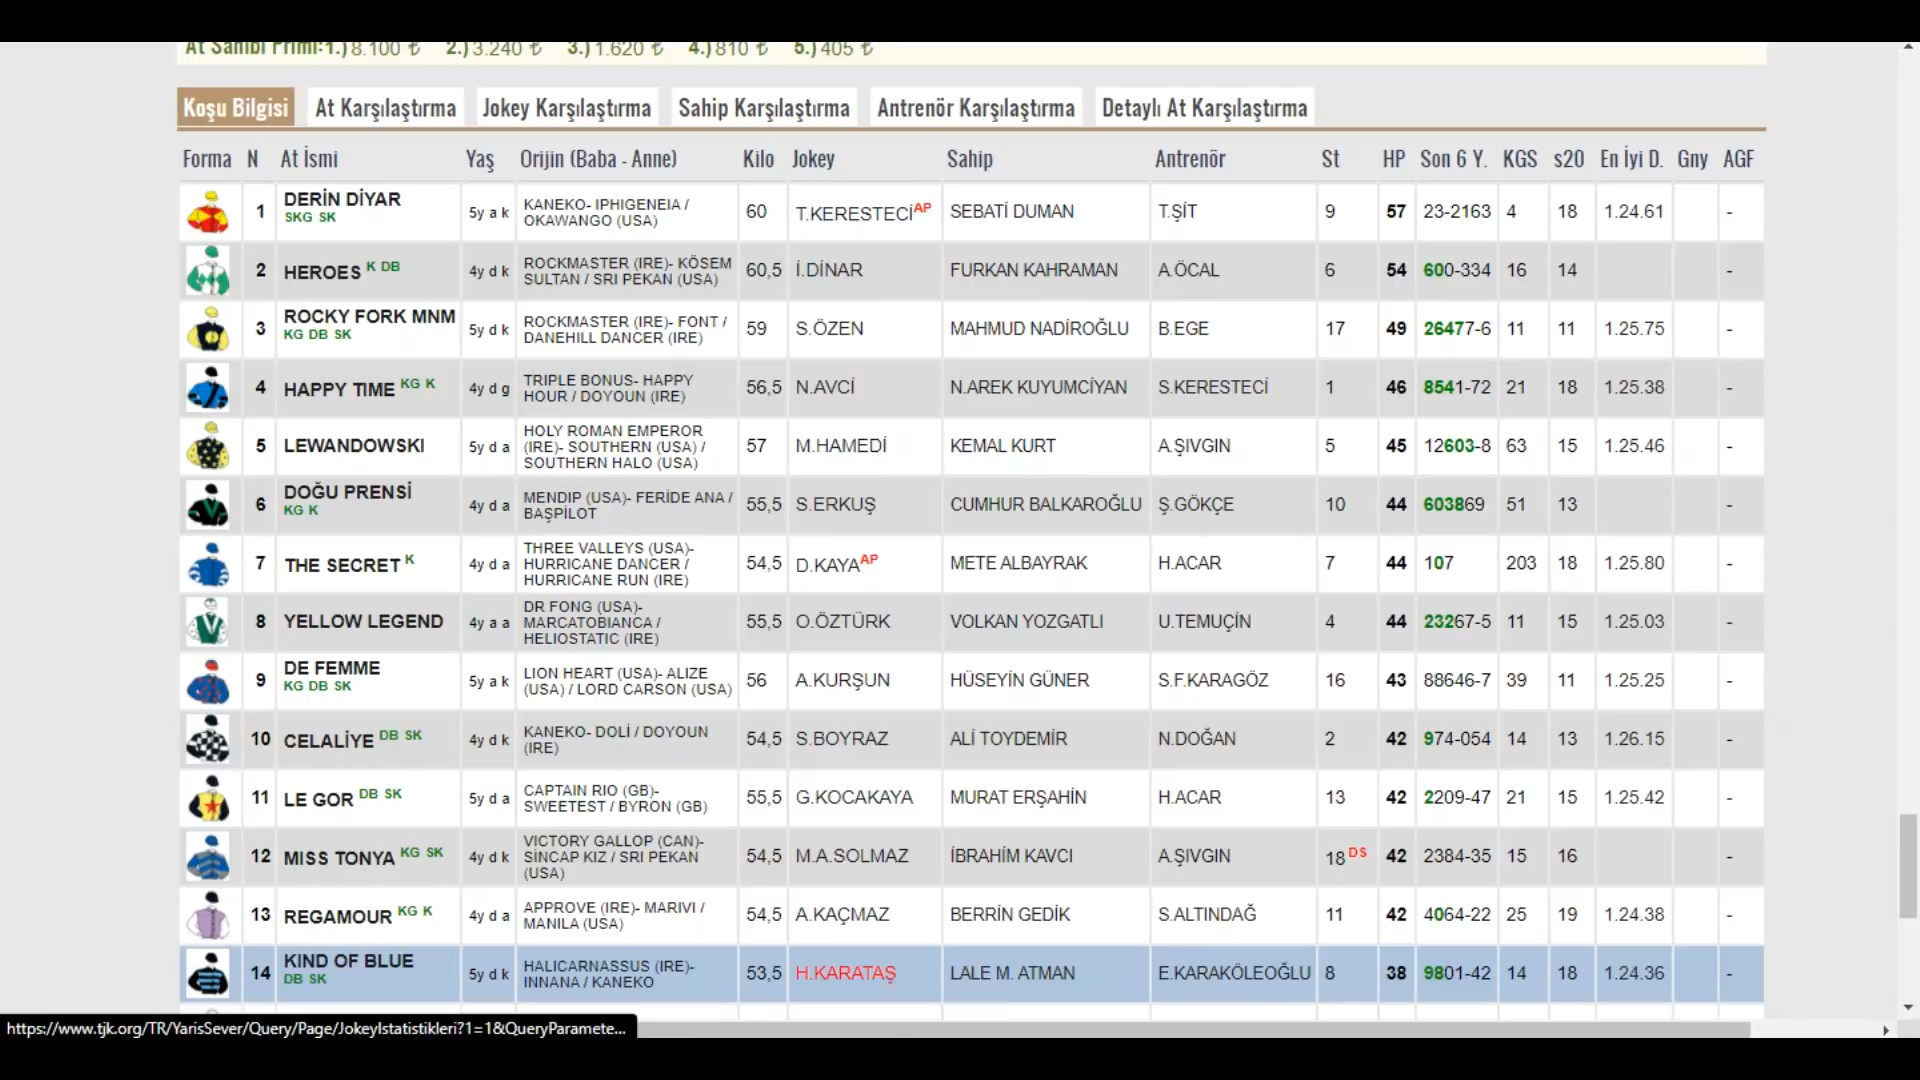 At Sahibi Primi:1.) 8.100 ₺ 2.) 3.240 ₺ 3.) 1.620 ₺ 4.) 810 ₺ 5.) 405 ₺
Koşu Bilgisi At Karşılaştırma Jokey Karşılaştırma Sahip Karşılaştırma Antrenör Karşılaştırma Detaylı At Karşılaştırma
Forma N At İsmi Yaş Orijin (Baba - Anne) Kilo Jokey Sahip Antrenör St HP Son 6 Y. KGS s20 En İyi D. Gny AGF
1 DERİN DİYAR SKG SK 5y a k KANEKO- IPHIGENEIA / OKAWANGO (USA) 60 T.KERESTECİ AP SEBATİ DUMAN T.ŞİT 9 57 23-2163 4 18 1.24.61 -
2 HEROES K DB 4y d k ROCKMASTER (IRE)- KÖSEM SULTAN / SRI PEKAN (USA) 60,5 İ.DİNAR FURKAN KAHRAMAN A.ÖCAL 6 54 600-334 16 14 -
3 ROCKY FORK MNM KG DB SK 5y d k ROCKMASTER (IRE)- FONT / DANEHILL DANCER (IRE) 59 S.ÖZEN MAHMUD NADİROĞLU B.EGE 17 49 26477-6 11 11 1.25.75 -
4 HAPPY TIME KG K 4y d g TRIPLE BONUS- HAPPY HOUR / DOYOUN (IRE) 56,5 N.AVCİ N.AREK KUYUMCİYAN S.KERESTECİ 1 46 8541-72 21 18 1.25.38 -
5 LEWANDOWSKI 5y d a HOLY ROMAN EMPEROR (IRE)- SOUTHERN (USA) / SOUTHERN HALO (USA) 57 M.HAMEDİ KEMAL KURT A.ŞIVGIN 5 45 12603-8 63 15 1.25.46 -
6 DOĞU PRENSİ KG K 4y d a MENDIP (USA)- FERİDE ANA / BAŞPİLOT 55,5 S.ERKUŞ CUMHUR BALKAROĞLU Ş.GÖKÇE 10 44 603869 51 13 -
7 THE SECRET K 4y d a THREE VALLEYS (USA)- HURRICANE DANCER / HURRICANE RUN (IRE) 54,5 D.KAYA AP METE ALBAYRAK H.ACAR 7 44 107 203 18 1.25.80 -
8 YELLOW LEGEND 4y a a DR FONG (USA)- MARCATOBIANCA / HELIOSTATIC (IRE) 55,5 O.ÖZTÜRK VOLKAN YOZGATLI U.TEMUÇİN 4 44 23267-5 11 15 1.25.03 -
9 DE FEMME KG DB SK 5y a k LION HEART (USA)- ALIZE (USA) / LORD CARSON (USA) 56 A.KURŞUN HÜSEYİN GÜNER S.F.KARAGÖZ 16 43 88646-7 39 11 1.25.25 -
10 CELALİYE DB SK 4y d k KANEKO- DOLİ / DOYOUN (IRE) 54,5 S.BOYRAZ ALİ TOYDEMİR N.DOĞAN 2 42 974-054 14 13 1.26.15 -
11 LE GOR DB SK 5y d a CAPTAIN RIO (GB)- SWEETEST / BYRON (GB) 55,5 G.KOCAKAYA MURAT ERŞAHİN H.ACAR 13 42 2209-47 21 15 1.25.42 -
12 MISS TONYA KG SK 4y d k VICTORY GALLOP (CAN)- SİNCAP KIZ / SRI PEKAN (USA) 54,5 M.A.SOLMAZ İBRAHİM KAVCI A.ŞIVGIN 18 DS 42 2384-35 15 16 -
13 REGAMOUR KG K 4y d a APPROVE (IRE)- MARIVI / MANILA (USA) 54,5 A.KAÇMAZ BERRİN GEDİK S.ALTINDAĞ 11 42 4064-22 25 19 1.24.38 -
14 KIND OF BLUE DB SK 5y d k HALICARNASSUS (IRE)- INNANA / KANEKO 53,5 H.KARATAŞ LALE M. ATMAN E.KARAKÖLEOĞLU 8 38 9801-42 14 18 1.24.36 -
https://www.tjk.org/TR/YarisSever/Query/Page/JokeyIstatistikleri?1=1&QueryParamete...